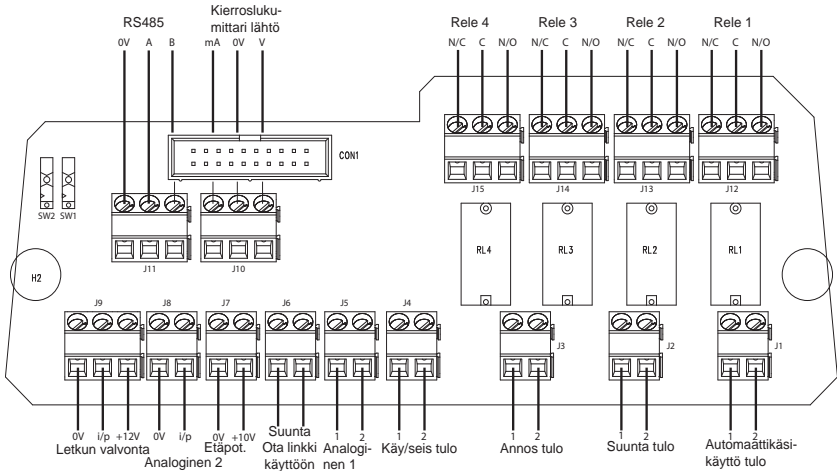 RS485
Kierrosluku-
mittari lähtö
Rele 4
Rele 3
Rele 2
Rele 1
0V A B
mA 0V V
N/C C N/O
N/C C N/O
N/C C N/O
N/C C N/O
CON1
SW2 SW1
J15
J14
J13
J12
J11
J10
RL4
RL3
RL2
RL1
H2
J9
J8
J7
J6
J5
J4
J3
J2
J1
0V i/p +12V
Letkun valvonta
0V i/p
Analoginen 2
0V +10V
Etäpot.
Suunta
Ota linkki
käyttöön
1 2
Analogi-
nen 1
1 2
Käy/seis tulo
1 2
Annos tulo
1 2
Suunta tulo
1 2
Automaattikäsi-
käyttö tulo